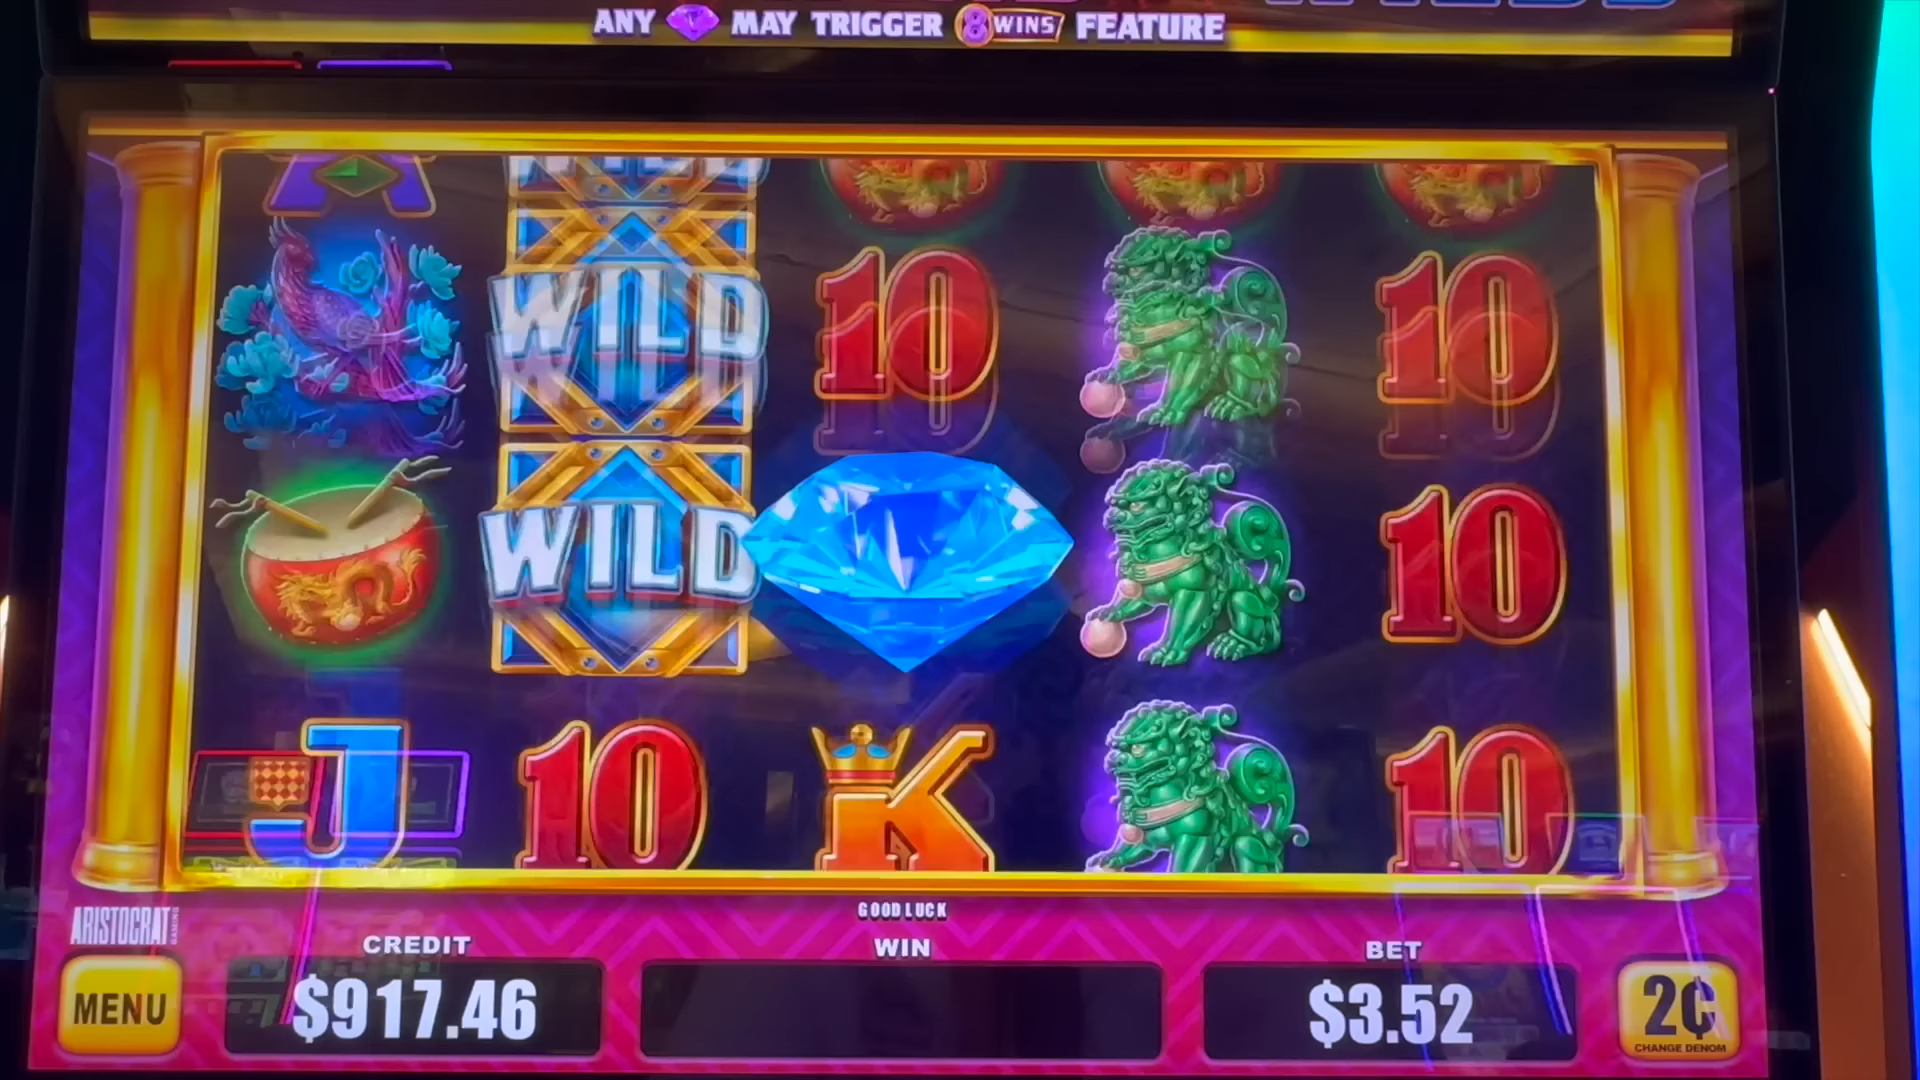 ANY MAY TRIGGER 8 WINS FEATURE
A
WILD
10
10
WILD
10
J
10
K
10
ARISTOCRAT GAMING
GOOD LUCK
CREDIT
WIN
BET
MENU
$917.46
$3.52
2¢
CHANGE DENOM